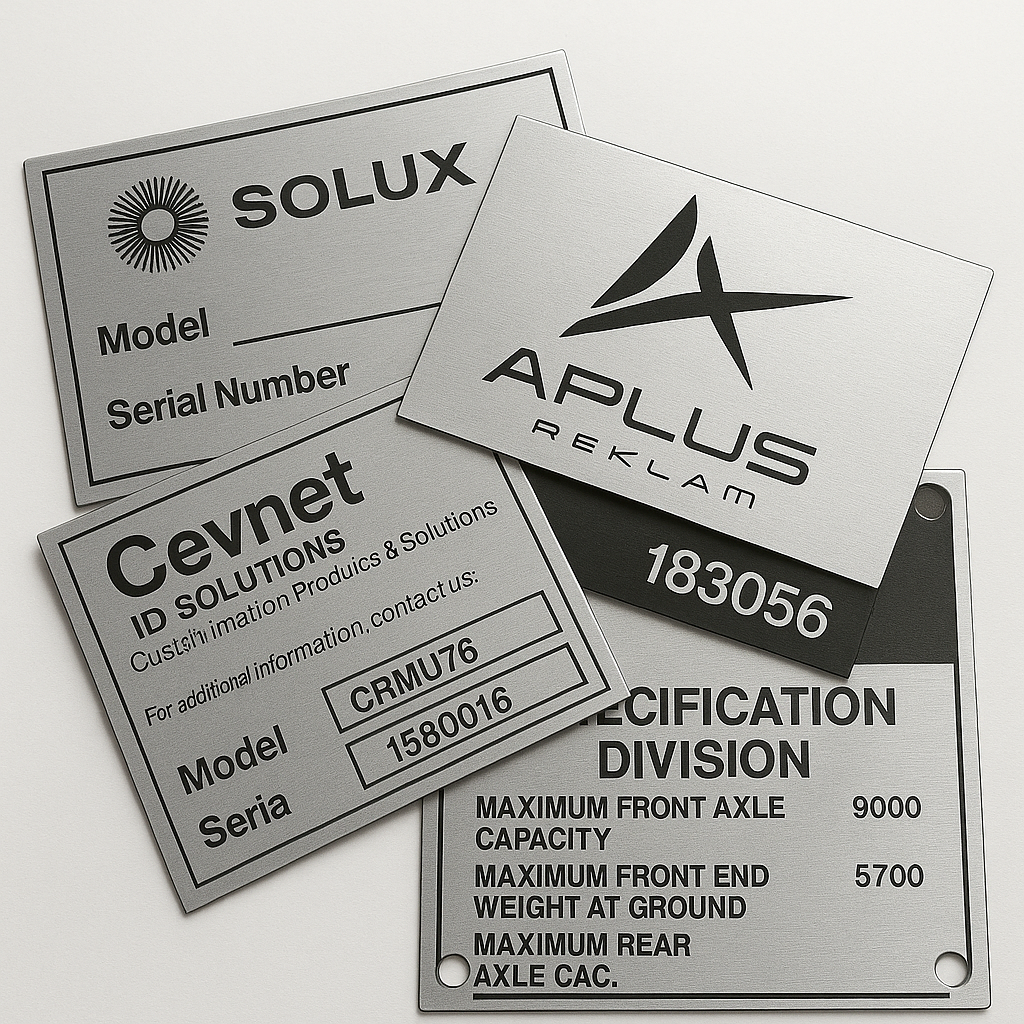 SOLUX
Model
Serial Number
APLUS
REKLAM
183056
Cevnet
ID SOLUTIONS
imation Produics & Solutions
For additional information, contact us:
Model CRMU76
Seria 1580016
ECIFICATION
DIVISION
MAXIMUM FRONT AXLE 9000
CAPACITY
MAXIMUM FRONT END 5700
WEIGHT AT GROUND
MAXIMUM REAR
AXLE CAC.